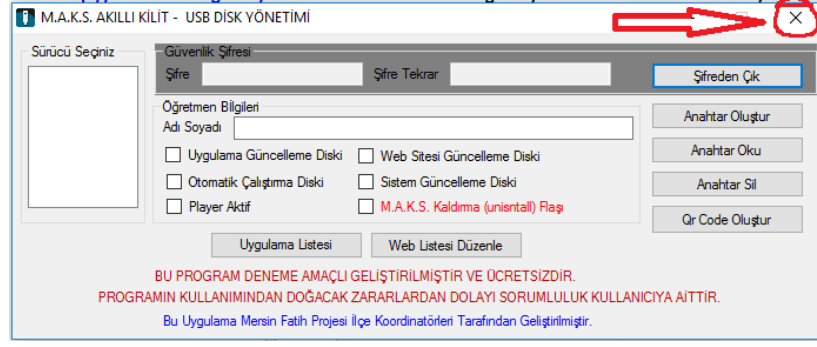 M.A.K.S. AKILLI KİLİT - USB DİSK YÖNETİMİ
Sürücü Seçiniz
Güvenlik Şifresi
Şifre
Şifre Tekrar
Şifreden Çık
Öğretmen Bİlgileri
Adı Soyadı
Anahtar Oluştur
Uygulama Güncelleme Diski
Web Sitesi Güncelleme Diski
Anahtar Oku
Otomatik Çalıştırma Diski
Sistem Güncelleme Diski
Anahtar Sil
Player Aktif
M.A.K.S. Kaldırma (unisntall) Flaşı
Qr Code Oluştur
Uygulama Listesi
Web Listesi Düzenle
BU PROGRAM DENEME AMAÇLI GELİŞTİRİLMİŞTİR VE ÜCRETSİZDİR.
PROGRAMIN KULLANIMINDAN DOĞACAK ZARARLARDAN DOLAYI SORUMLULUK KULLANICIYA AİTTİR.
Bu Uygulama Mersin Fatih Projesi İlçe Koordinatörleri Tarafından Geliştirilmiştir.